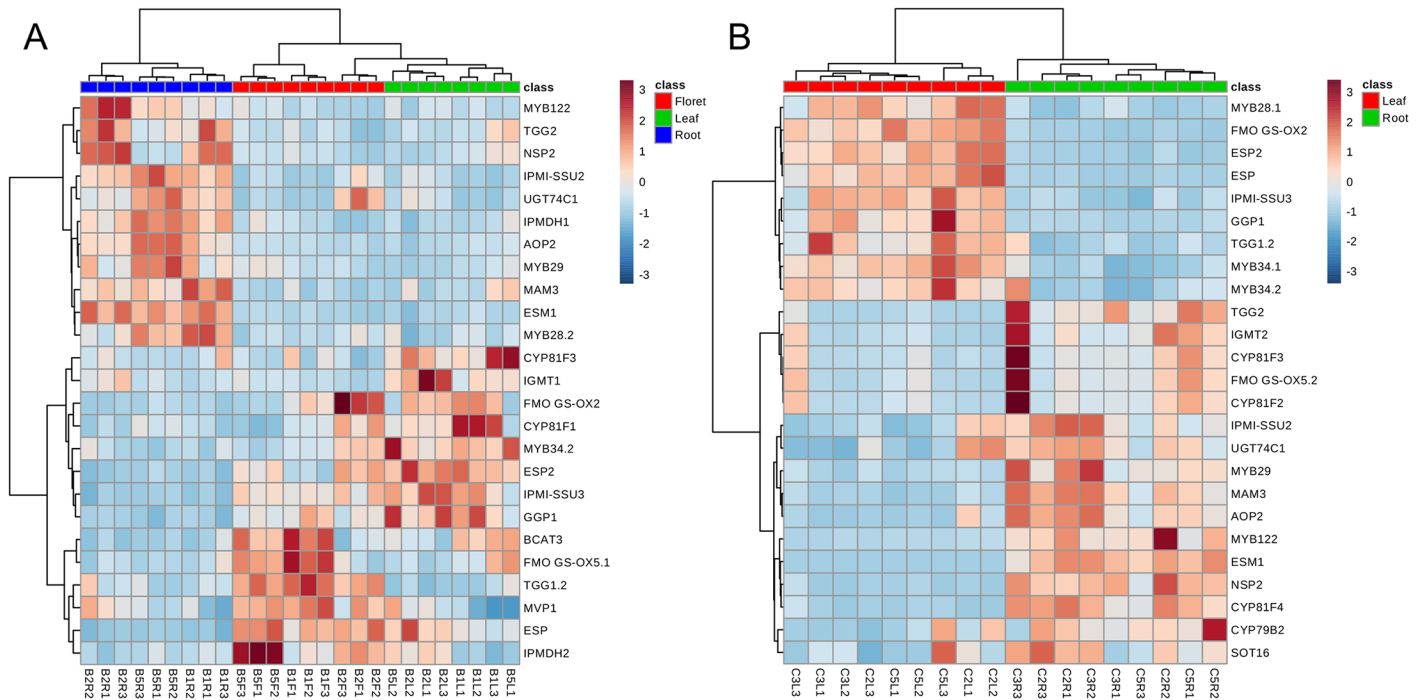 A
class
MYB122
TGG2
NSP2
IPMI-SSU2
UGT74C1
IPMDH1
AOP2
MYB29
MAM3
ESM1
MYB28.2
CYP81F3
IGMT1
FMO GS-OX2
CYP81F1
MYB34.2
ESP2
IPMI-SSU3
GGP1
BCAT3
FMO GS-OX5.1
TGG1.2
MVP1
ESP
IPMDH2
B2R2 B2R1 B2R3 B5R3 B5R1 B5R2 B1R2 B1R1 B1R3 B5F3 B5F1 B5F2 B1F1 B1F2 B1F3 B2F3 B2F1 B2F2 B5L2 B2L2 B2L1 B2L3 B1L1 B1L2 B1L3 B5L1
3
2
1
0
-1
-2
-3
class
Floret
Leaf
Root
B
class
MYB28.1
FMO GS-OX2
ESP2
ESP
IPMI-SSU3
GGP1
TGG1.2
MYB34.1
MYB34.2
TGG2
IGMT2
CYP81F3
FMO GS-OX5.2
CYP81F2
IPMI-SSU2
UGT74C1
MYB29
MAM3
AOP2
MYB122
ESM1
NSP2
CYP81F4
CYP79B2
SOT16
C3L3 C3L1 C3L2 C2L3 C5L1 C5L2 C5L3 C2L1 C2L2 C3R3 C2R3 C2R1 C3R2 C3R1 C5R3 C2R2 C5R1 C5R2
3
2
1
0
-1
-2
-3
class
Leaf
Root